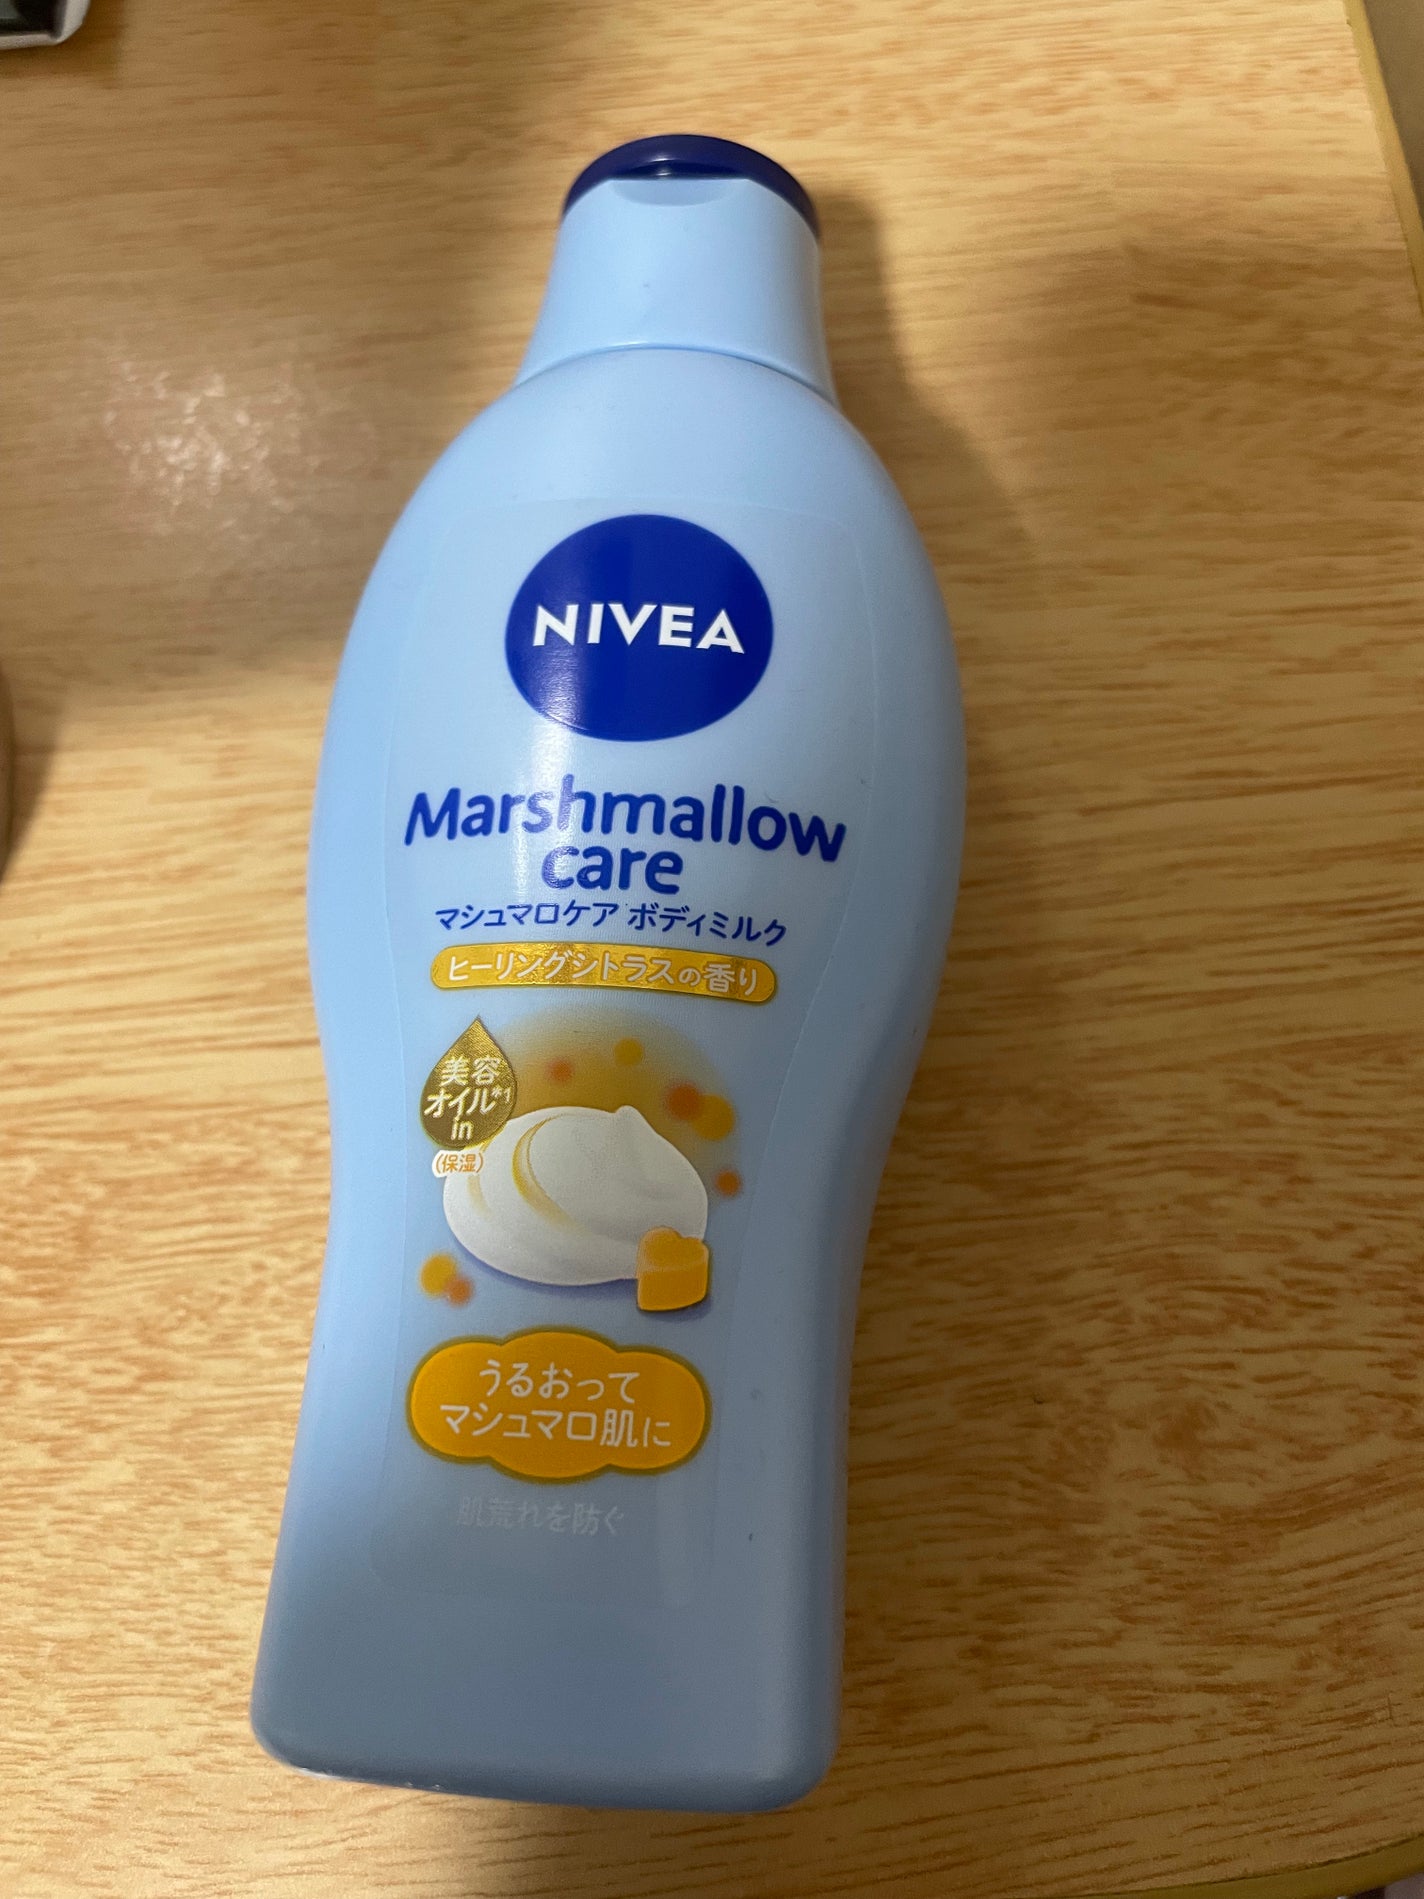 NIVEA
Marshmallow
care
マシュマロケア ボディミルク
ヒーリングシトラスの香り
美容
オイル*1
in
(保湿)
うるおって
マシュマロ肌に
肌荒れを防ぐ